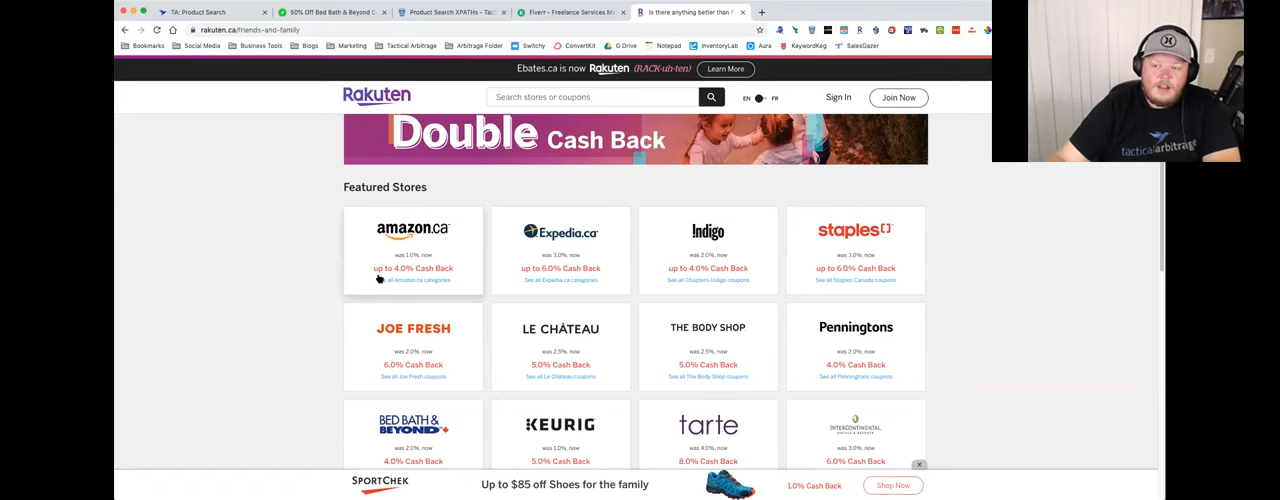 TA: Product Search
50% Off Bed Bath & Beyond C
Product Search XPATHs - Tac
Fiverr - Freelance Services M
Is there anything better than F
rakuten.ca/friends-and-family
Bookmarks
Social Media
Business Tools
Blogs
Marketing
Tactical Arbitrage
Arbitrage Folder
Switchy
ConvertKit
G Drive
Notepad
InventoryLab
Aura
KeywordKeg
SalesGazer
Ebates.ca is now Rakuten (RACK-uh-ten) Learn More
Rakuten
Search stores or coupons
EN FR
Sign In
Join Now
Double Cash Back
tacticalarbitrage
Featured Stores
amazon.ca
was 1.0%, now
up to 4.0% Cash Back
all Amazon.ca categories
Expedia.ca
was 3.0%, now
up to 6.0% Cash Back
See all Expedia.ca categories
!ndigo
was 2.0%, now
up to 4.0% Cash Back
See all Chapters-Indigo coupons
staples
was 3.0%, now
up to 6.0% Cash Back
See all Staples Canada coupons
JOE FRESH
was 2.0%, now
6.0% Cash Back
See all Joe Fresh coupons
LE CHÂTEAU
was 2.5%, now
5.0% Cash Back
See all Le Chateau coupons
THE BODY SHOP
was 2.5%, now
5.0% Cash Back
See all The Body Shop coupons
Penningtons
was 2.0%, now
4.0% Cash Back
See all Penningtons coupons
BED BATH &
BEYOND
was 2.0%, now
4.0% Cash Back
KEURIG
was 1.0%, now
5.0% Cash Back
tarte
was 4.0%, now
8.0% Cash Back
INTERCONTINENTAL
HOTELS & RESORTS
was 3.0%, now
6.0% Cash Back
SPORTCHEK
Up to $85 off Shoes for the family
1.0% Cash Back
Shop Now